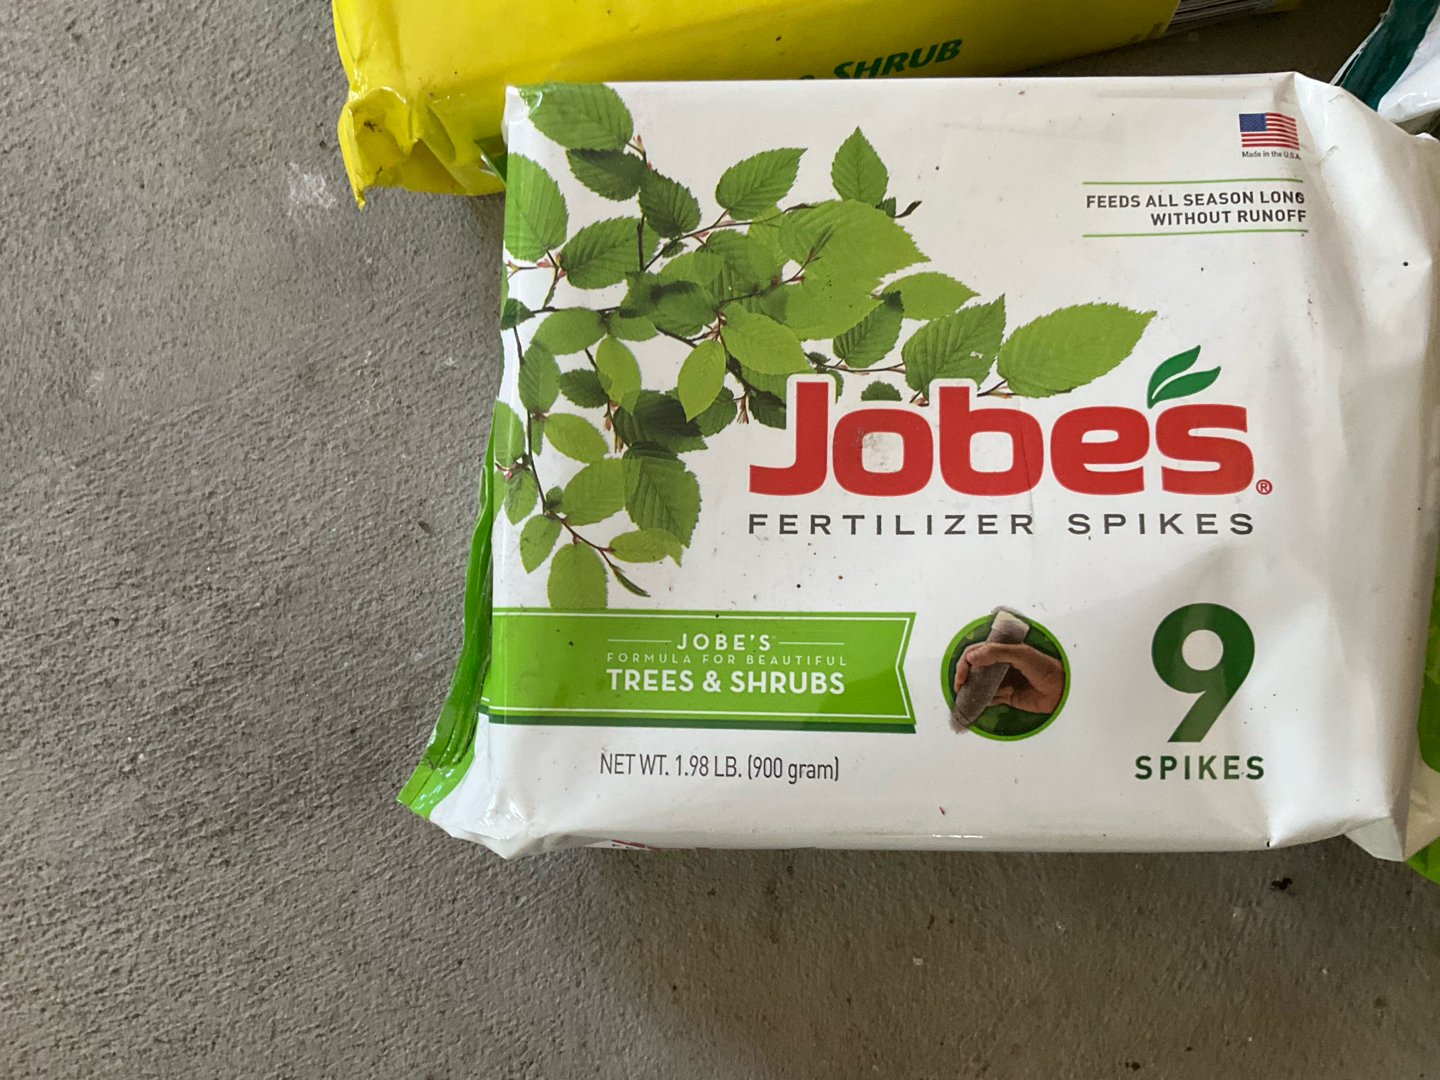 & SHRUB
Made in the U.S.A.
FEEDS ALL SEASON LONG
WITHOUT RUNOFF
Jobe's®
FERTILIZER SPIKES
JOBE'S
FORMULA FOR BEAUTIFUL
TREES & SHRUBS
9
SPIKES
NET WT. 1.98 LB. (900 gram)